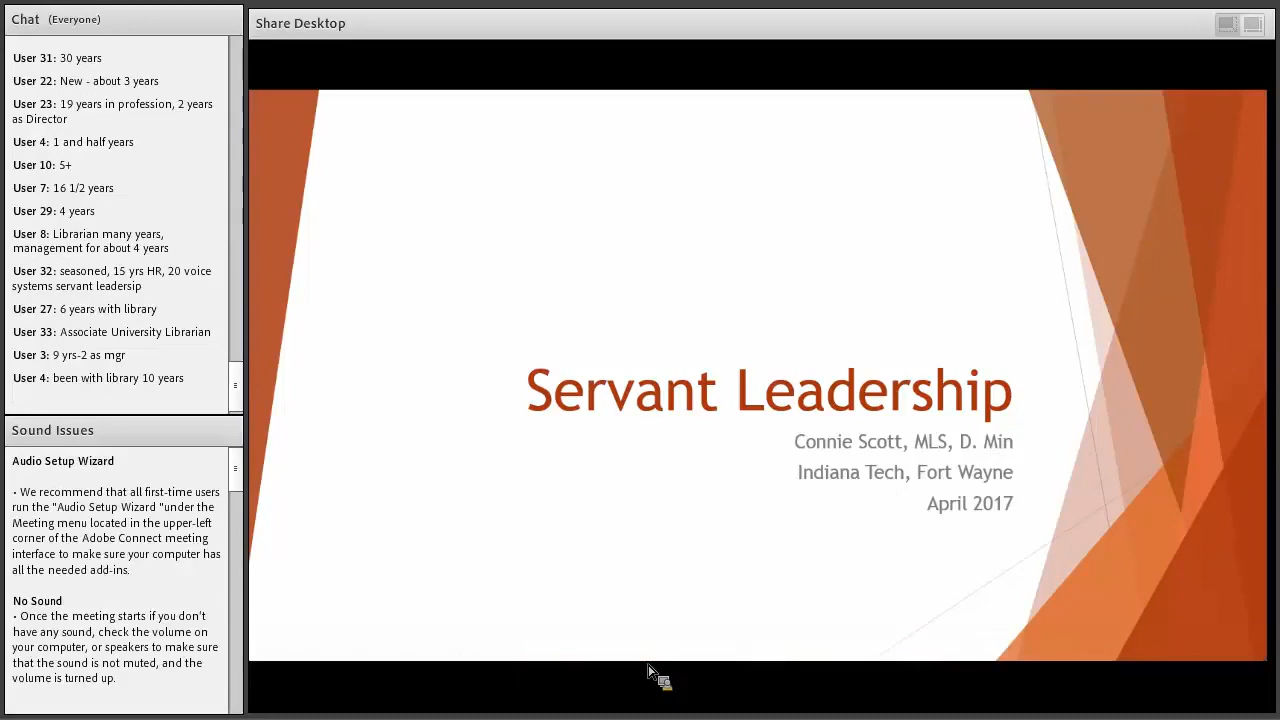 Chat (Everyone)
User 31: 30 years
User 22: New - about 3 years
User 23: 19 years in profession, 2 years
as Director
User 4: 1 and half years
User 10: 5+
User 7: 16 1/2 years
User 29: 4 years
User 8: Librarian many years,
management for about 4 years
User 32: seasoned, 15 yrs HR, 20 voice
systems servant leadersip
User 27: 6 years with library
User 33: Associate University Librarian
User 3: 9 yrs-2 as mgr
User 4: been with library 10 years
Sound Issues
Audio Setup Wizard
• We recommend that all first-time users
run the "Audio Setup Wizard "under the
Meeting menu located in the upper-left
corner of the Adobe Connect meeting
interface to make sure your computer has
all the needed add-ins.
No Sound
• Once the meeting starts if you don't
have any sound, check the volume on
your computer, or speakers to make sure
that the sound is not muted, and the
volume is turned up.
Share Desktop
Servant Leadership
Connie Scott, MLS, D. Min
Indiana Tech, Fort Wayne
April 2017